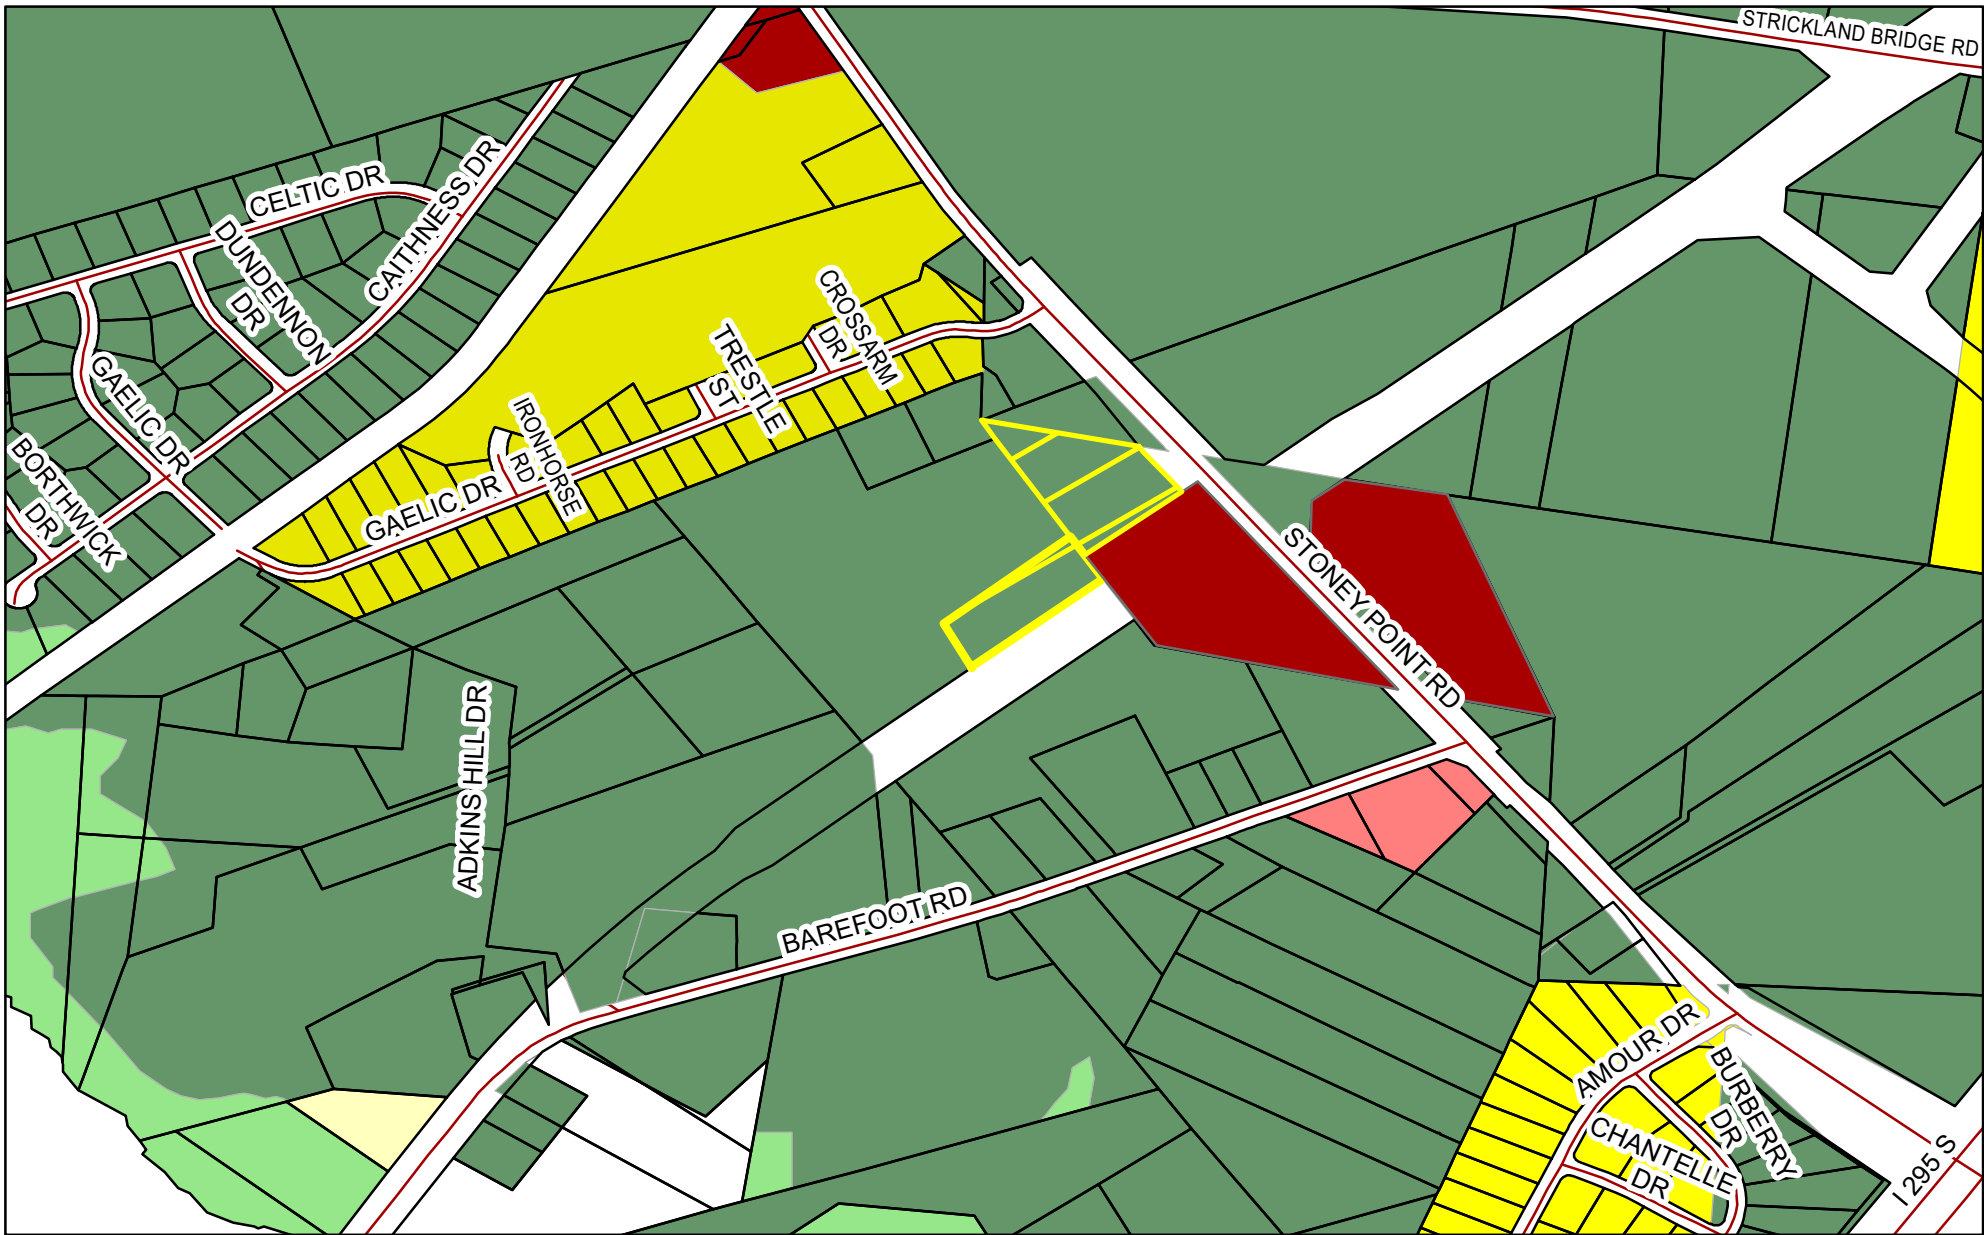 STRICKLAND BRIDGE RD
CELTIC DR
CAITHNESS DR
DUNDENNON
DR
CROSSARM
DR
TRESTLE
ST
GAELIC DR
IRONHORSE
RD
BORTHWICK
DR
GAELIC DR
STONEY POINT RD
ADKINS HILL DR
BAREFOOT RD
AMOUR DR
BURBERRY
DR
CHANTELLE
DR
I 295 S